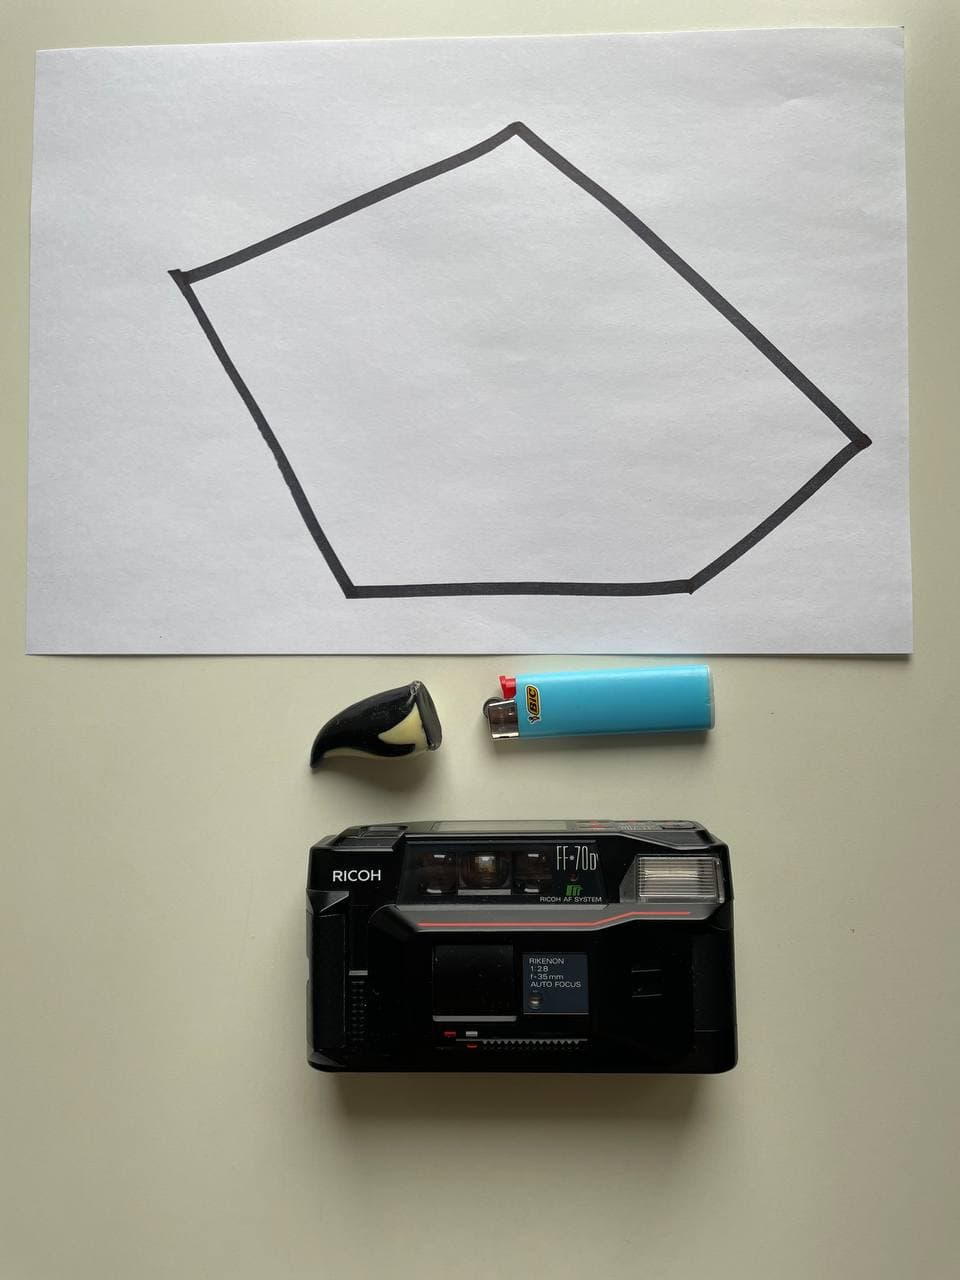 BIC
RICOH
FF-70D
RICOH AF SYSTEM
RIKENON
1:2.8
f=35mm
AUTO FOCUS